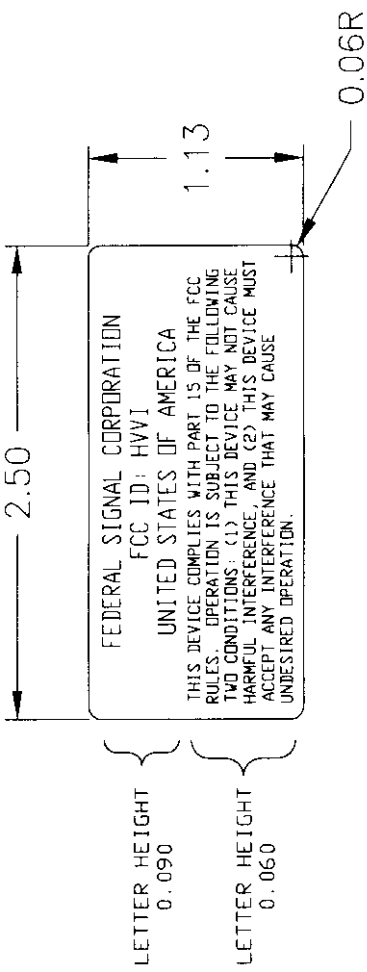 2.50
FEDERAL SIGNAL CORPORATION
FCC ID: HVVI
UNITED STATES OF AMERICA
THIS DEVICE COMPLIES WITH PART 15 OF THE FCC
RULES. OPERATION IS SUBJECT TO THE FOLLOWING
TWO CONDITIONS: (1) THIS DEVICE MAY NOT CAUSE
HARMFUL INTERFERENCE, AND (2) THIS DEVICE MUST
ACCEPT ANY INTERFERENCE THAT MAY CAUSE
UNDESIRED OPERATION.
1.13
0.06R
LETTER HEIGHT
0.090
LETTER HEIGHT
0.060